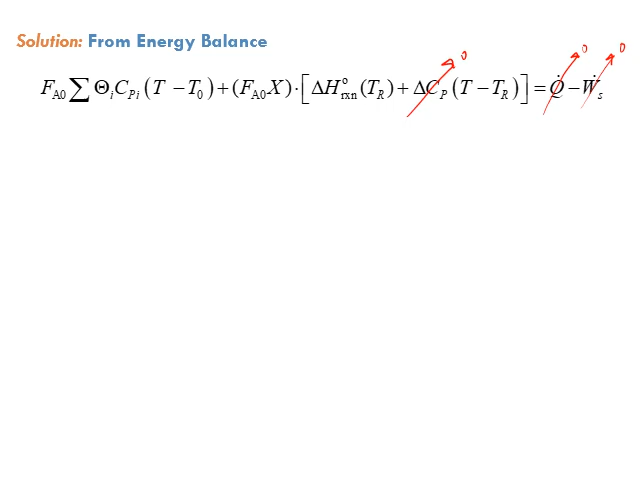 Solution: From Energy Balance
F_A0 ∑ Θ_i C_Pi (T − T_0) + (F_A0 X) · [ΔH°_rxn (T_R) + ΔC_P (T − T_R)] = Q̇ − Ẇ_s
0 0 0